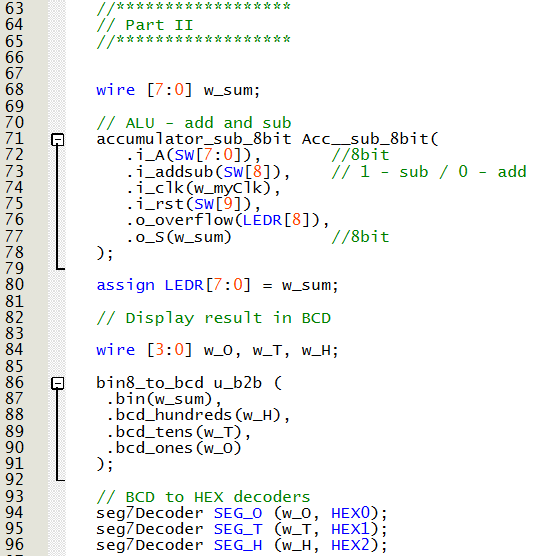 63 //******************
64 // Part II
65 //******************
66
67
68 wire [7:0] w_sum;
69
70 // ALU - add and sub
71 accumulator_sub_8bit Acc__sub_8bit(
72 .i_A(SW[7:0]), //8bit
73 .i_addsub(SW[8]), // 1 - sub / 0 - add
74 .i_clk(w_myClk),
75 .i_rst(SW[9]),
76 .o_overflow(LEDR[8]),
77 .o_S(w_sum) //8bit
78 );
79
80 assign LEDR[7:0] = w_sum;
81
82 // Display result in BCD
83
84 wire [3:0] w_O, w_T, w_H;
85
86 bin8_to_bcd u_b2b (
87 .bin(w_sum),
88 .bcd_hundreds(w_H),
89 .bcd_tens(w_T),
90 .bcd_ones(w_O)
91 );
92
93 // BCD to HEX decoders
94 seg7Decoder SEG_O (w_O, HEX0);
95 seg7Decoder SEG_T (w_T, HEX1);
96 seg7Decoder SEG_H (w_H, HEX2);